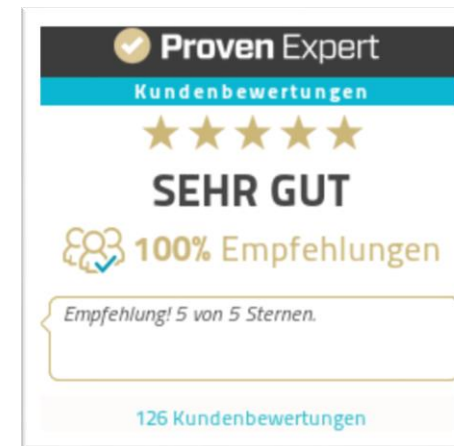 Proven Expert
Kundenbewertungen
SEHR GUT
100% Empfehlungen
Empfehlung! 5 von 5 Sternen.
126 Kundenbewertungen